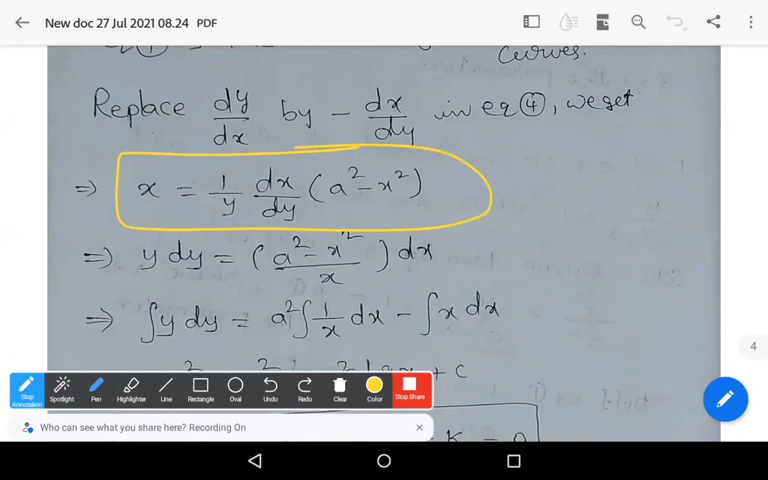 New doc 27 Jul 2021 08.24 PDF
curves.
Replace dy/dx by - dx/dy in eq ④, we get
⇒ x = 1/y dx/dy (a² - x²)
⇒ y dy = (a² - x² / x) dx
⇒ ∫y dy = a² ∫ 1/x dx - ∫ x dx
+ c
4
Stop Annotation Spotlight Pen Highlighter Line Rectangle Oval Undo Redo Clear Color Stop Share
Who can see what you share here? Recording On